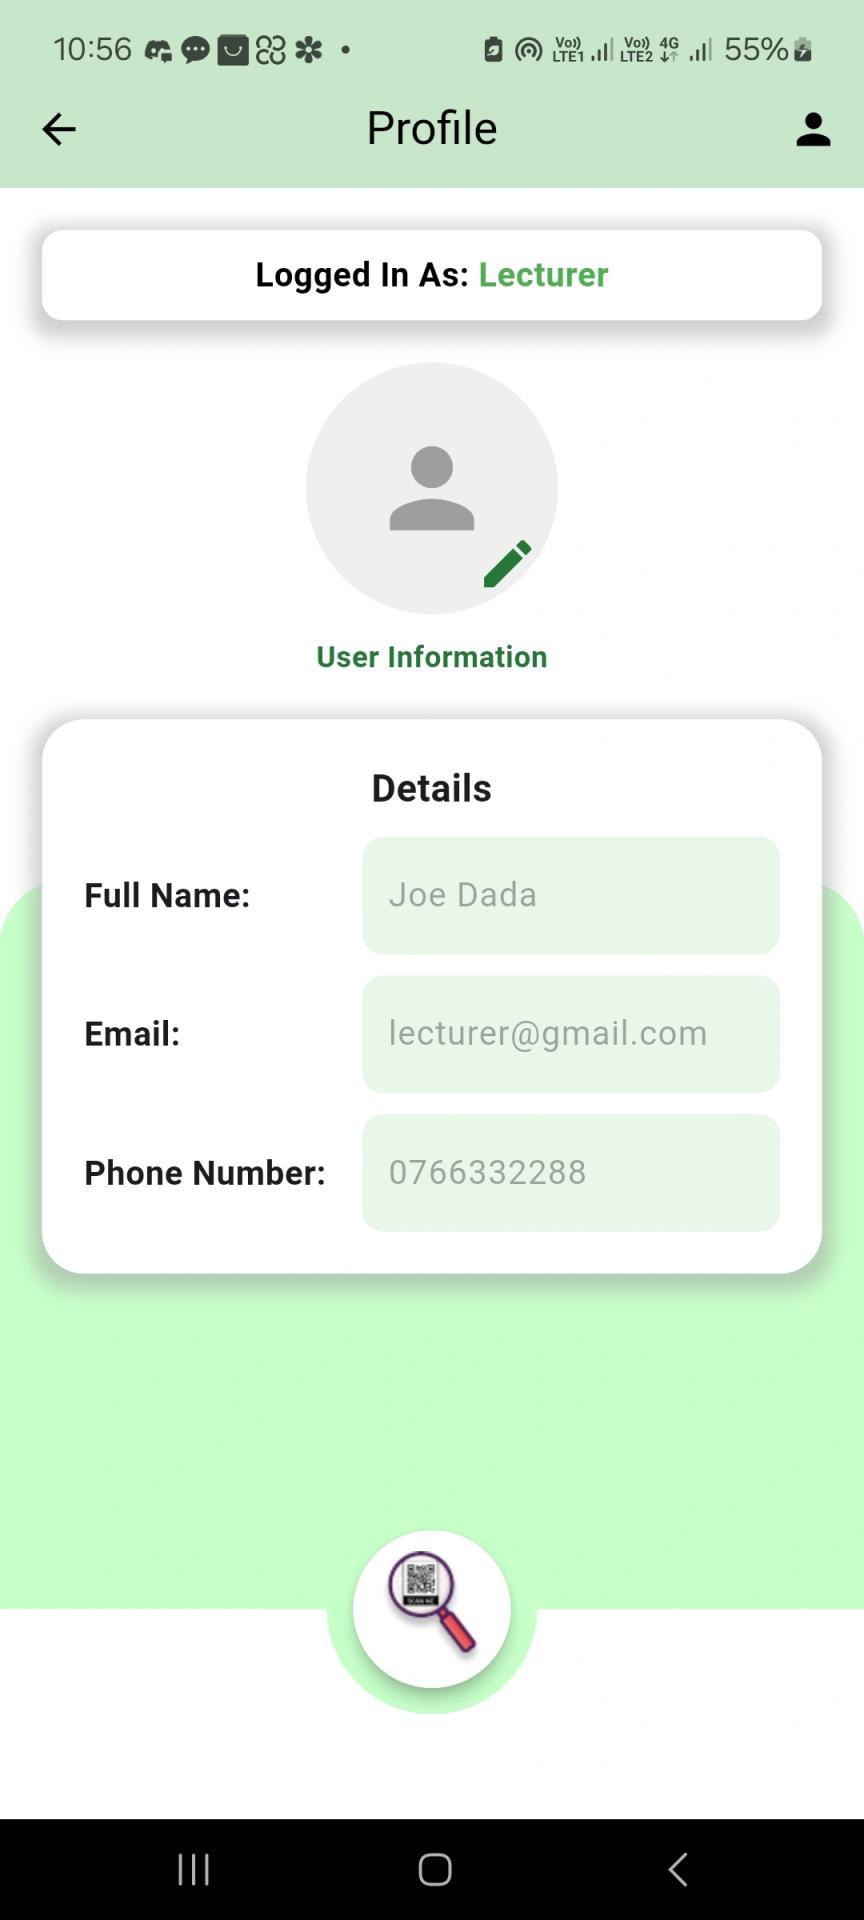 10:56 Vo)) LTE1 Vo)) LTE2 4G 55%
Profile
Logged In As: Lecturer
User Information
Details
Full Name: Joe Dada
Email: lecturer@gmail.com
Phone Number: 0766332288
SCAN ME